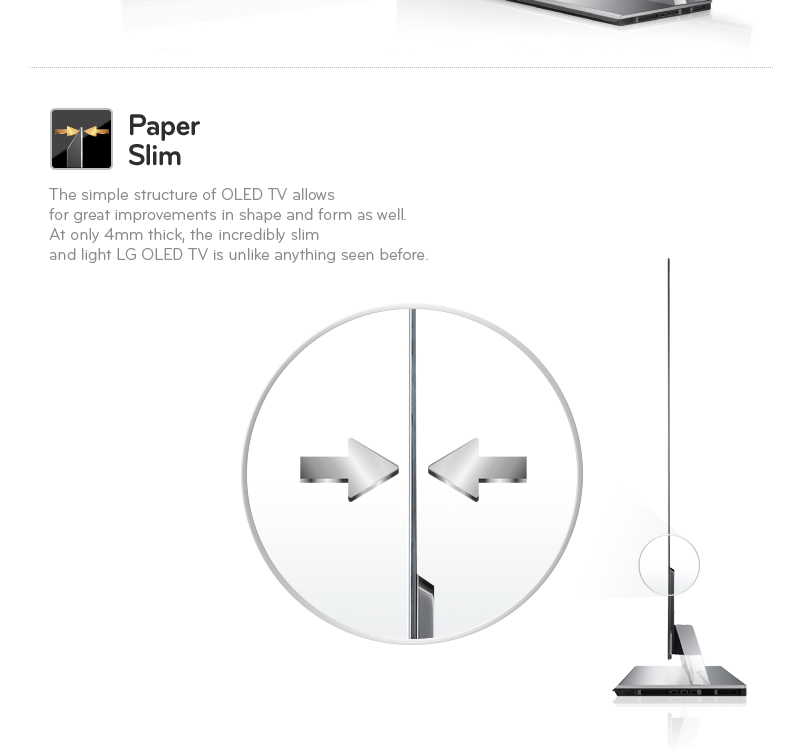 Paper
Slim
The simple structure of OLED TV allows
for great improvements in shape and form as well.
At only 4mm thick, the incredibly slim
and light LG OLED TV is unlike anything seen before.